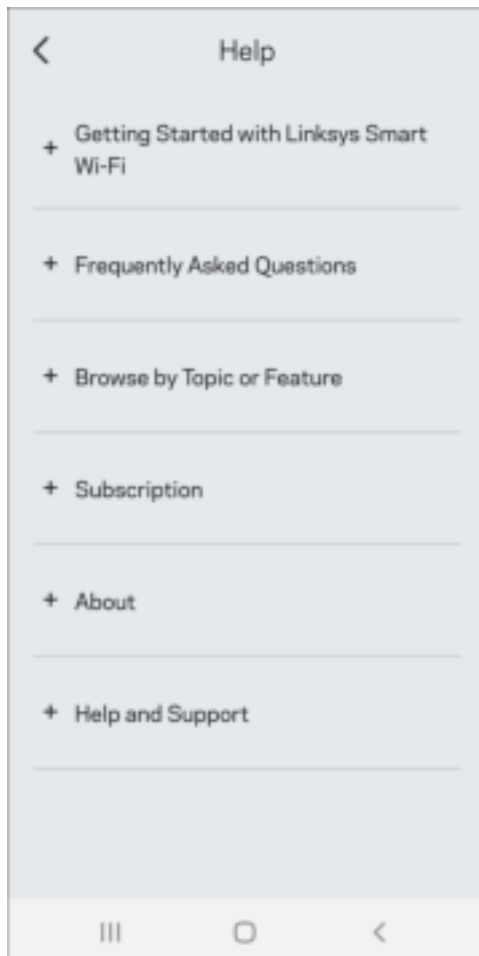 Help
Getting Started with Linksys Smart
Wi-Fi
Frequently Asked Questions
Browse by Topic or Feature
Subscription
About
Help and Support